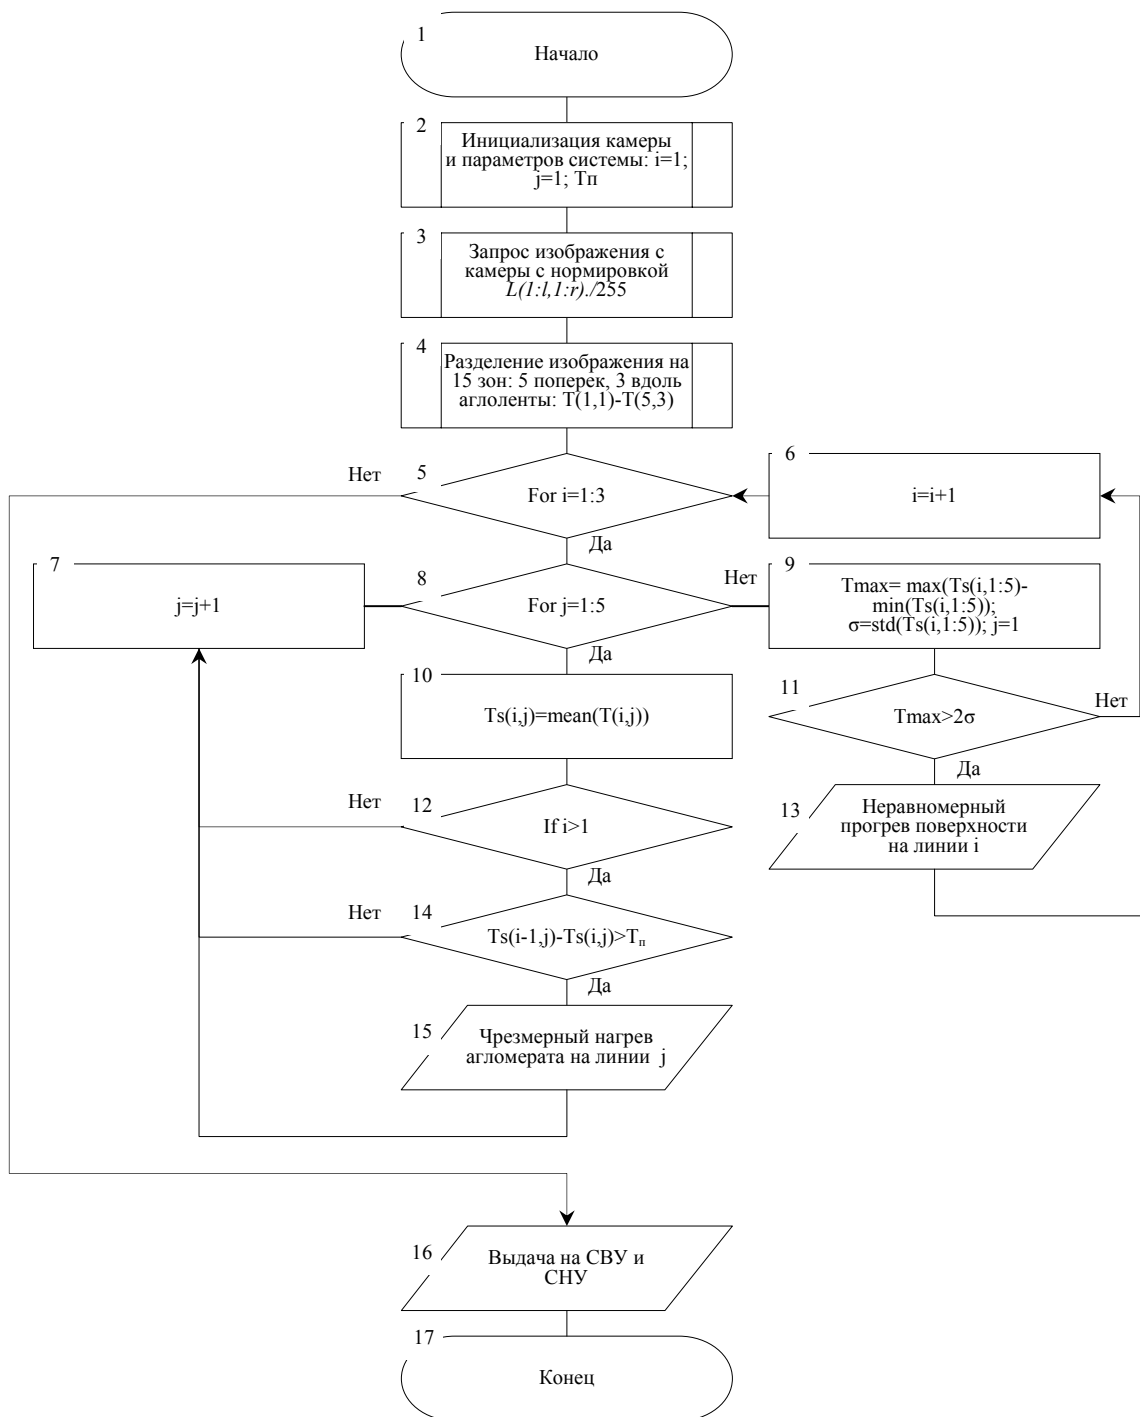 1
Начало
2
Инициализация камеры
и параметров системы: i=1;
j=1; Тп
3
Запрос изображения с
камеры с нормировкой
L(1:l,1:r)./255
4
Разделение изображения на
15 зон: 5 поперек, 3 вдоль
аглоленты: T(1,1)-T(5,3)
Нет
5
For i=1:3
6
i=i+1
Да
7
j=j+1
8
For j=1:5
Нет
9
Tmax= max(Ts(i,1:5)-
min(Ts(i,1:5));
σ=std(Ts(i,1:5)); j=1
Да
10
Ts(i,j)=mean(T(i,j))
11
Tmax>2σ
Нет
Да
Нет
12
If i>1
13
Неравномерный
прогрев поверхности
на линии i
Да
Нет
14
Ts(i-1,j)-Ts(i,j)>Tп
Да
15
Чрезмерный нагрев
агломерата на линии j
16
Выдача на СВУ и
СНУ
17
Конец